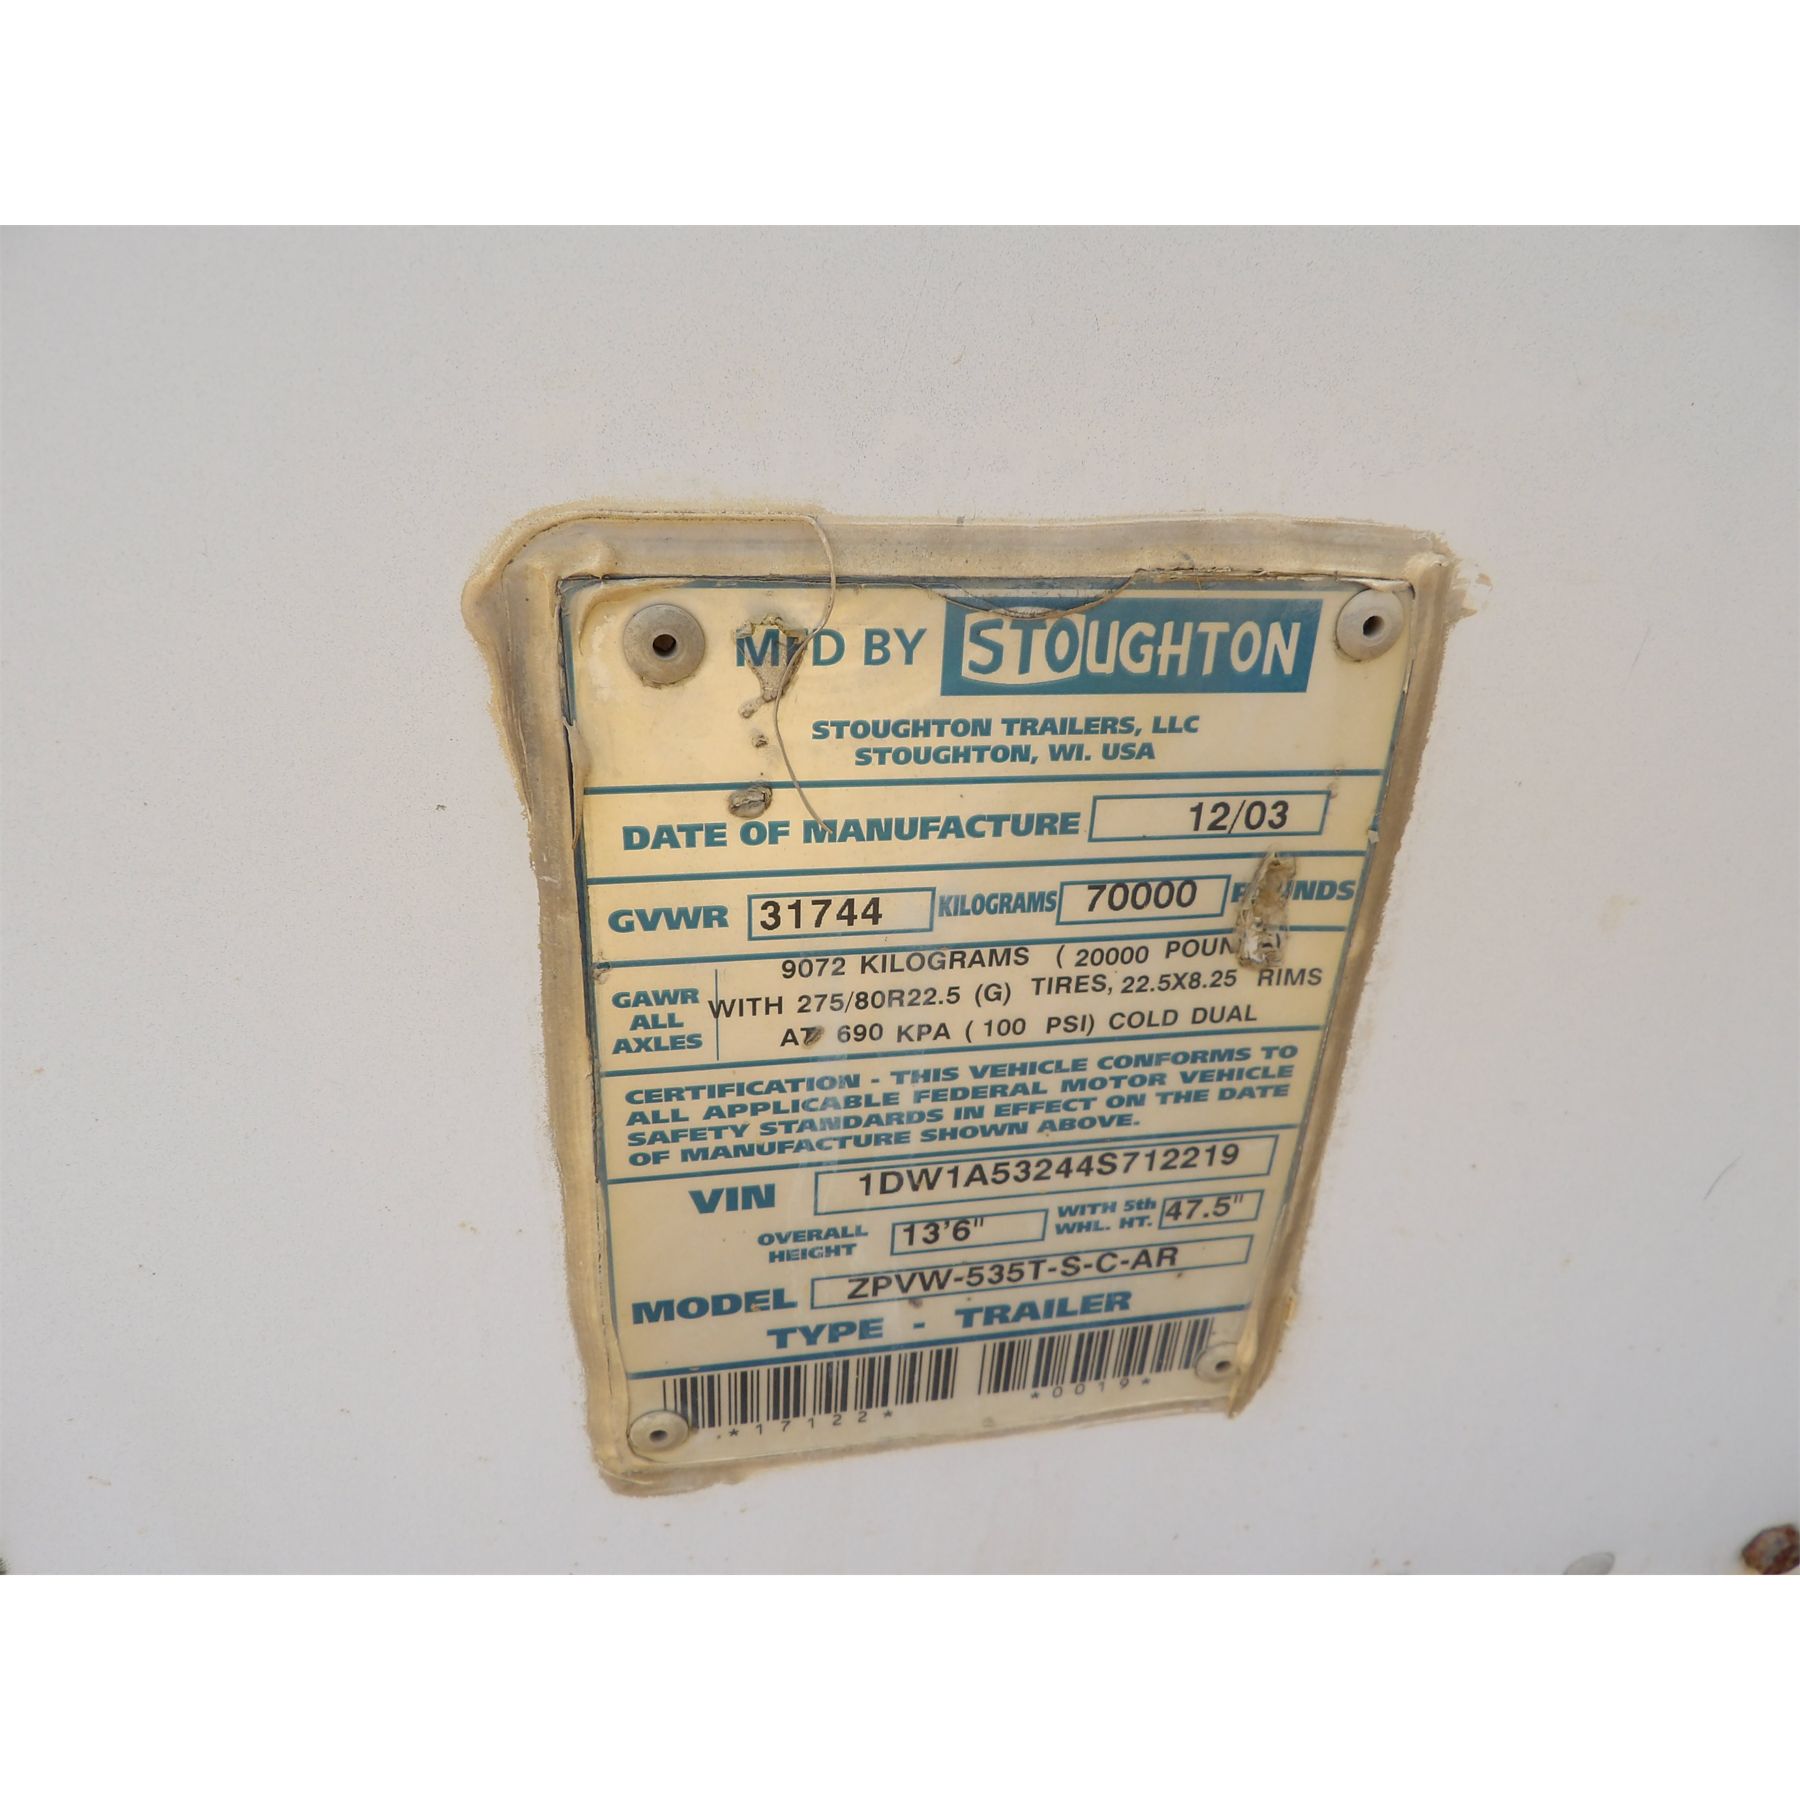 MFD BY STOUGHTON
STOUGHTON TRAILERS, LLC
STOUGHTON, WI. USA
DATE OF MANUFACTURE 12/03
GVWR 31744 KILOGRAMS 70000 POUNDS
GAWR ALL AXLES
9072 KILOGRAMS ( 20000 POUN )
WITH 275/80R22.5 (G) TIRES, 22.5X8.25 RIMS
AT 690 KPA ( 100 PSI) COLD DUAL
CERTIFICATION - THIS VEHICLE CONFORMS TO
ALL APPLICABLE FEDERAL MOTOR VEHICLE
SAFETY STANDARDS IN EFFECT ON THE DATE
OF MANUFACTURE SHOWN ABOVE.
VIN 1DW1A53244S712219
OVERALL HEIGHT 13'6" WITH 5th WHL. HT. 47.5"
MODEL ZPVW-535T-S-C-AR
TYPE - TRAILER
*17122* *0019*